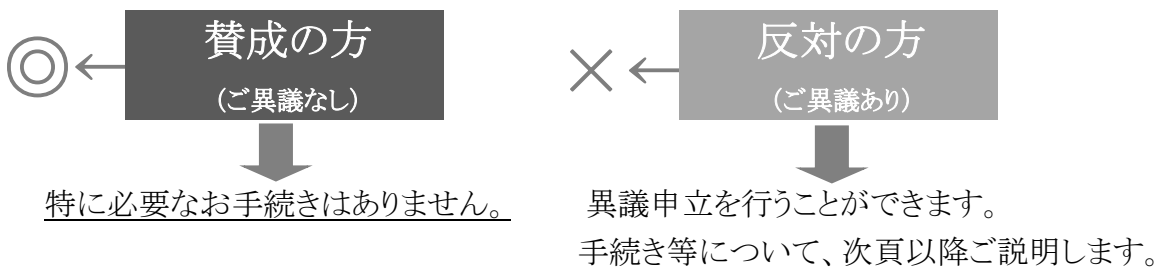 賛成の方
(ご異議なし)
特に必要なお手続きはありません。
反対の方
(ご異議あり)
異議申立を行うことができます。
手続き等について、次頁以降ご説明します。